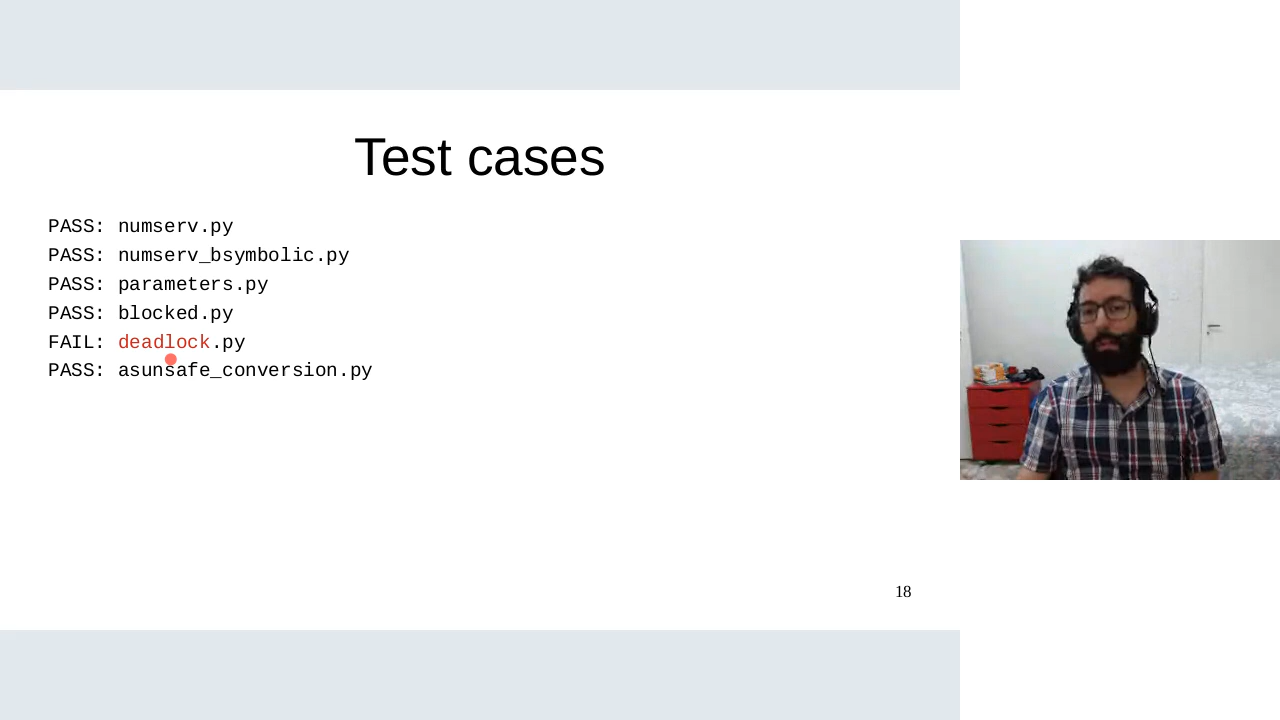 Test cases
PASS: numserv.py
PASS: numserv_bsymbolic.py
PASS: parameters.py
PASS: blocked.py
FAIL: deadlock.py
PASS: asunsafe_conversion.py
18